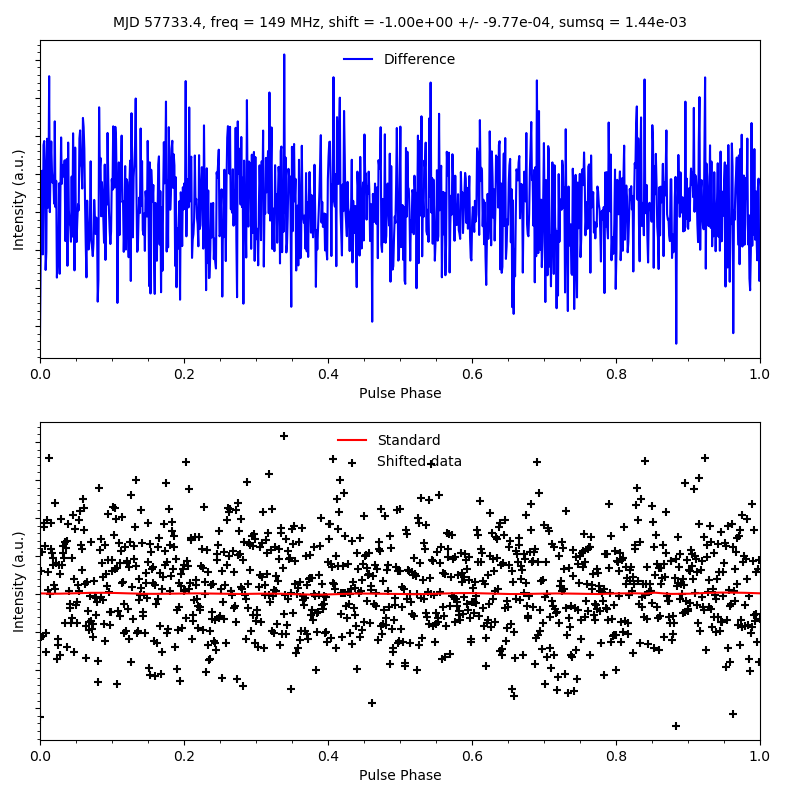 MJD 57733.4, freq = 149 MHz, shift = -1.00e+00 +/- -9.77e-04, sumsq = 1.44e-03
Difference
Intensity (a.u.)
0.0 0.2 0.4 0.6 0.8 1.0
Pulse Phase
Standard
Shifted data
Intensity (a.u.)
0.0 0.2 0.4 0.6 0.8 1.0
Pulse Phase